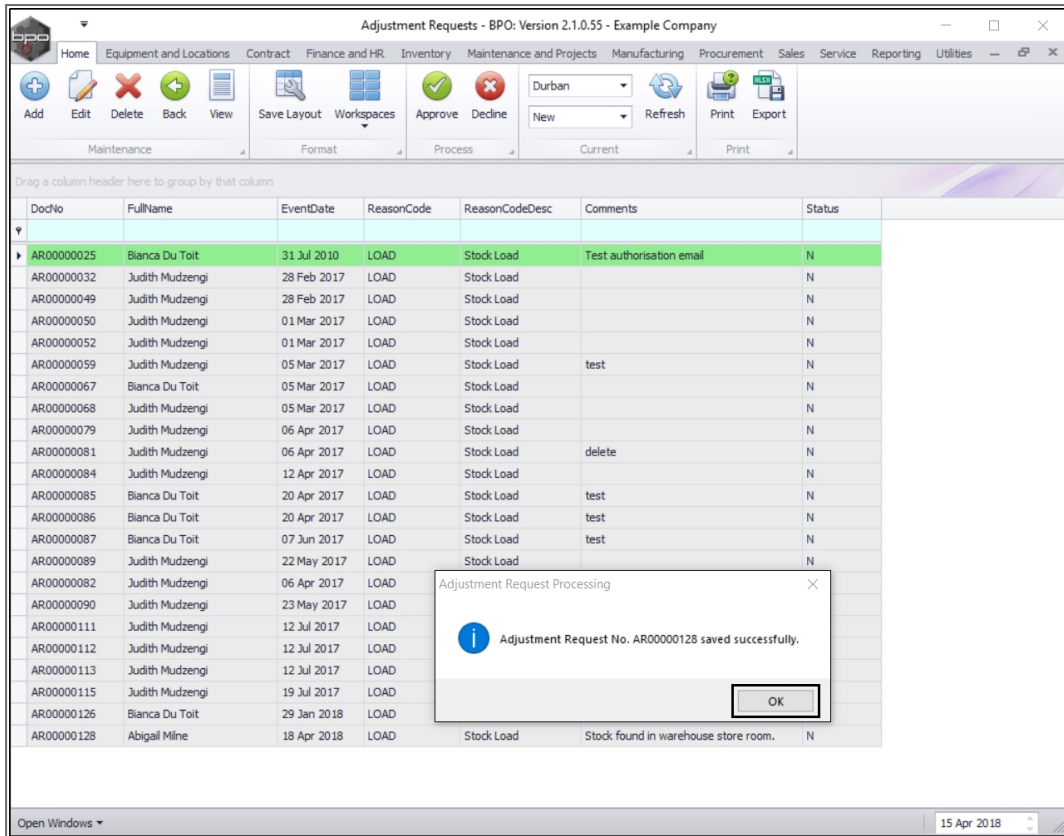 Adjustment Requests - BPO: Version 2.1.0.55 - Example Company
bpo
Home Equipment and Locations Contract Finance and HR Inventory Maintenance and Projects Manufacturing Procurement Sales Service Reporting Utilities
Durban
New
Add Edit Delete Back View Save Layout Workspaces Approve Decline Refresh Print Export
Maintenance Format Process Current Print
Drag a column header here to group by that column
DocNo FullName EventDate ReasonCode ReasonCodeDesc Comments Status
AR00000025 Bianca Du Toit 31 Jul 2010 LOAD Stock Load Test authorisation email N
AR00000032 Judith Mudzengi 28 Feb 2017 LOAD Stock Load N
AR00000049 Judith Mudzengi 28 Feb 2017 LOAD Stock Load N
AR00000050 Judith Mudzengi 01 Mar 2017 LOAD Stock Load N
AR00000052 Judith Mudzengi 01 Mar 2017 LOAD Stock Load N
AR00000059 Judith Mudzengi 05 Mar 2017 LOAD Stock Load test N
AR00000067 Bianca Du Toit 05 Mar 2017 LOAD Stock Load N
AR00000068 Judith Mudzengi 05 Mar 2017 LOAD Stock Load N
AR00000079 Judith Mudzengi 06 Apr 2017 LOAD Stock Load N
AR00000081 Judith Mudzengi 06 Apr 2017 LOAD Stock Load delete N
AR00000084 Judith Mudzengi 12 Apr 2017 LOAD Stock Load N
AR00000085 Bianca Du Toit 20 Apr 2017 LOAD Stock Load test N
AR00000086 Bianca Du Toit 20 Apr 2017 LOAD Stock Load test N
AR00000087 Bianca Du Toit 07 Jun 2017 LOAD Stock Load test N
AR00000089 Judith Mudzengi 22 May 2017 LOAD Stock Load N
AR00000082 Judith Mudzengi 06 Apr 2017 LOAD
AR00000090 Judith Mudzengi 23 May 2017 LOAD
AR00000111 Judith Mudzengi 12 Jul 2017 LOAD
AR00000112 Judith Mudzengi 12 Jul 2017 LOAD
AR00000113 Judith Mudzengi 12 Jul 2017 LOAD
AR00000115 Judith Mudzengi 19 Jul 2017 LOAD
AR00000126 Bianca Du Toit 29 Jan 2018 LOAD
AR00000128 Abigail Milne 18 Apr 2018 LOAD Stock Load Stock found in warehouse store room. N
Adjustment Request Processing
Adjustment Request No. AR00000128 saved successfully.
OK
Open Windows 15 Apr 2018